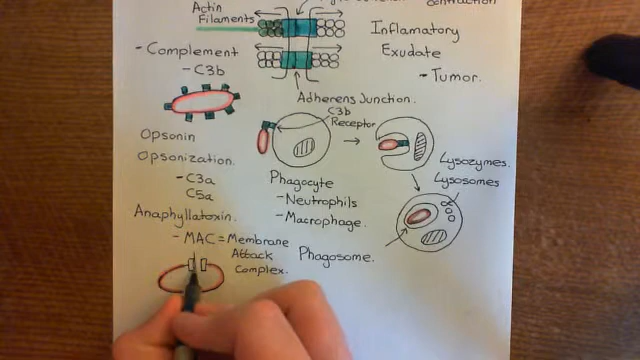 Actin
Filaments
contraction
Inflamatory
Exudate
- Tumor.
- Complement
- C3b
Adherens Junction.
C3b
Receptor
Opsonin
Opsonization.
- C3a
C5a
Anaphyllatoxin.
- MAC = Membrane
Attack
Complex.
Phagocyte
- Neutrophils
- Macrophage.
Lysozymes.
Lysosomes
Phagosome.